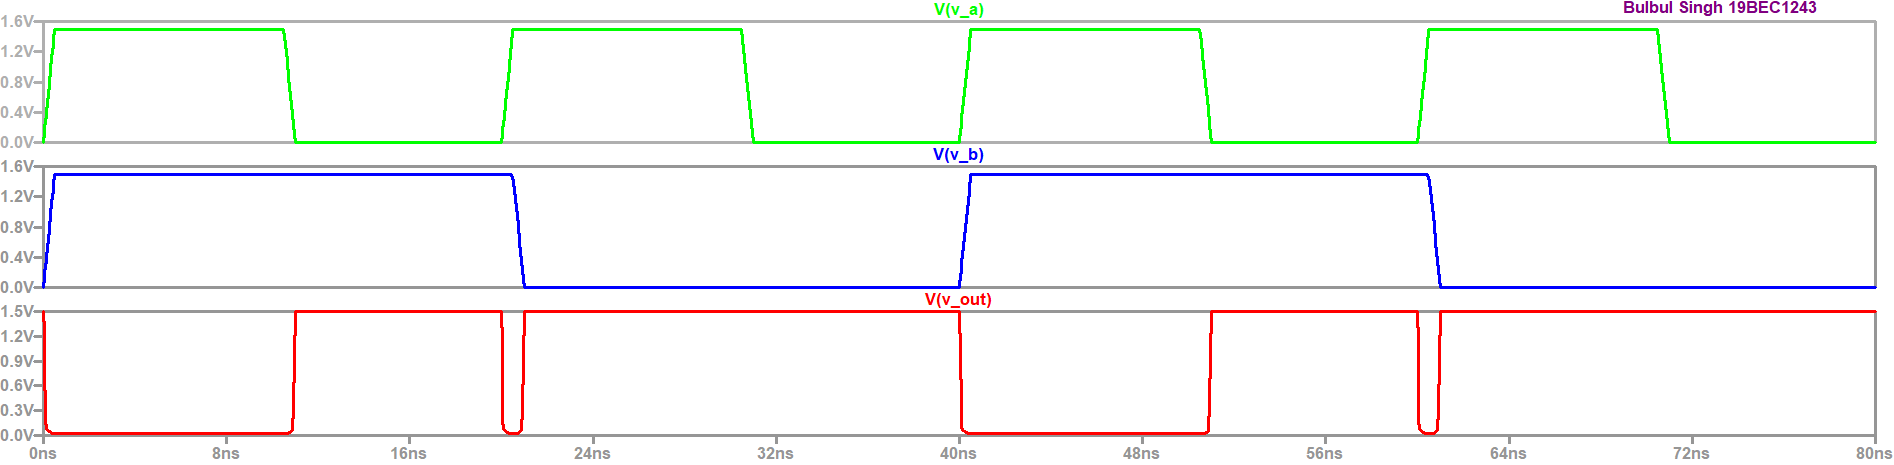 V(v_a)
Bulbul Singh 19BEC1243
1.6V
1.2V
0.8V
0.4V
0.0V
V(v_b)
1.6V
1.2V
0.8V
0.4V
0.0V
V(v_out)
1.5V
1.2V
0.9V
0.6V
0.3V
0.0V
0ns 8ns 16ns 24ns 32ns 40ns 48ns 56ns 64ns 72ns 80ns